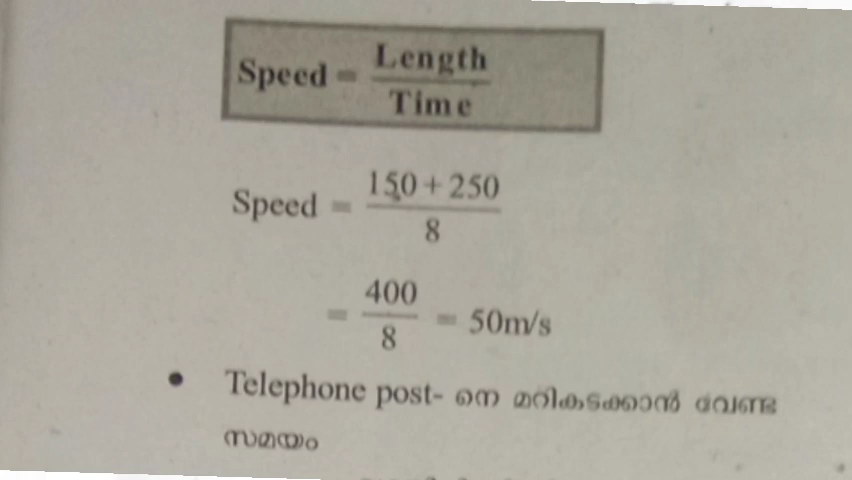 Speed = Length / Time
Speed = 150 + 250 / 8
= 400 / 8 = 50m/s
• Telephone post- നെ മറികടക്കാൻ വേണ്ട
സമയം